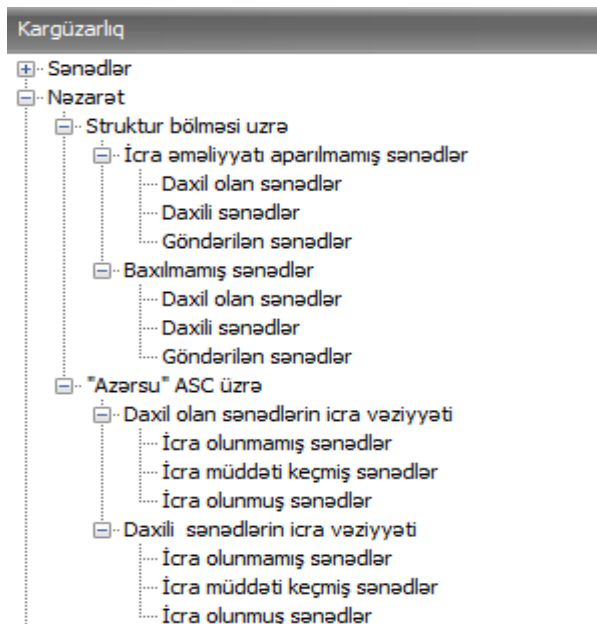 Kargüzarlıq
Sənədlər
Nəzarət
Struktur bölməsi uzrə
İcra əməliyyatı aparılmamış sənədlər
Daxil olan sənədlər
Daxili sənədlər
Göndərilən sənədlər
Baxılmamış sənədlər
Daxil olan sənədlər
Daxili sənədlər
Göndərilən sənədlər
"Azərsu" ASC üzrə
Daxil olan sənədlərin icra vəziyyəti
İcra olunmamış sənədlər
İcra müddəti keçmiş sənədlər
İcra olunmuş sənədlər
Daxili  sənədlərin icra vəziyyəti
İcra olunmamış sənədlər
İcra müddəti keçmiş sənədlər
İcra olunmuş sənədlər